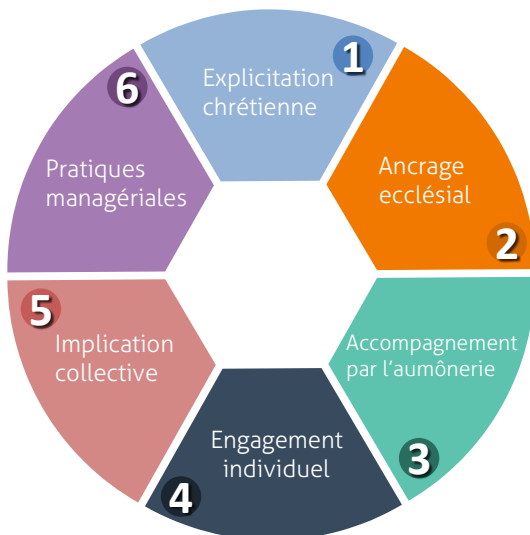 1
Explicitation
chrétienne
Ancrage
ecclésial
2
Accompagnement
par l'aumônerie
3
Engagement
individuel
4
5
Implication
collective
6
Pratiques
managériales